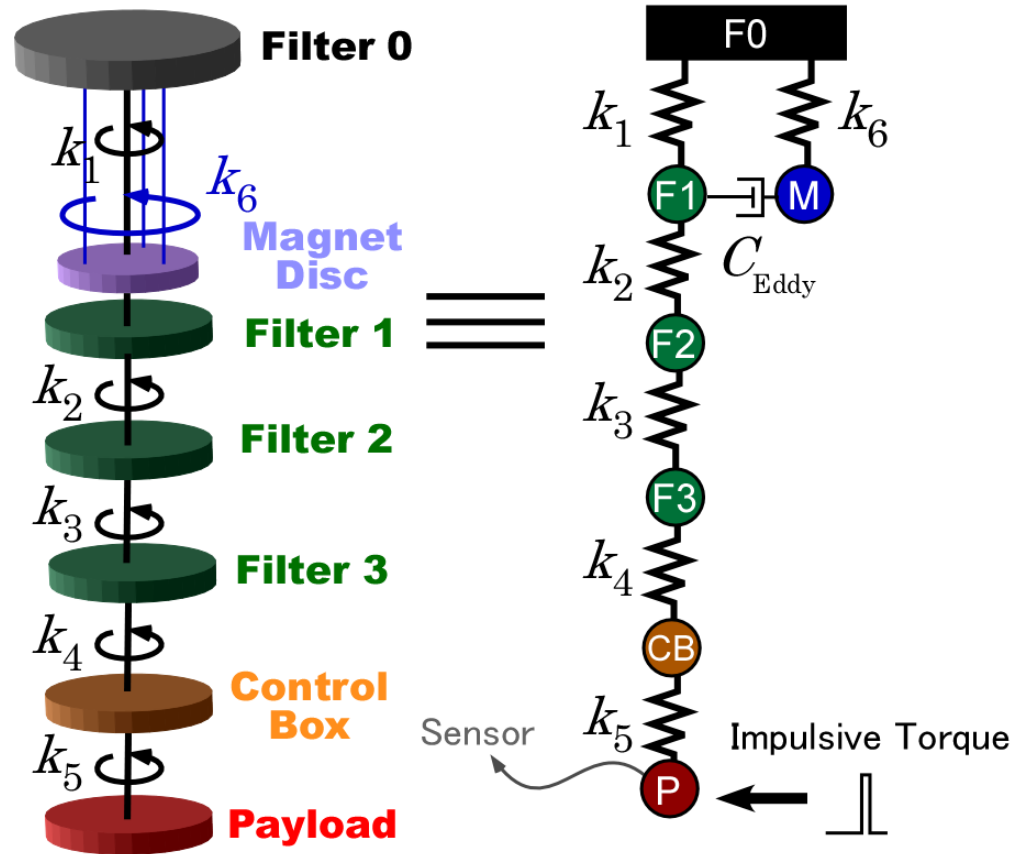 Filter 0
k₁
k₆
Magnet
Disc
Filter 1
k₂
Filter 2
k₃
Filter 3
k₄
Control
Box
k₅
Payload
F0
k₁
k₆
F1
M
C_Eddy
k₂
F2
k₃
F3
k₄
CB
k₅
Sensor
Impulsive Torque
P